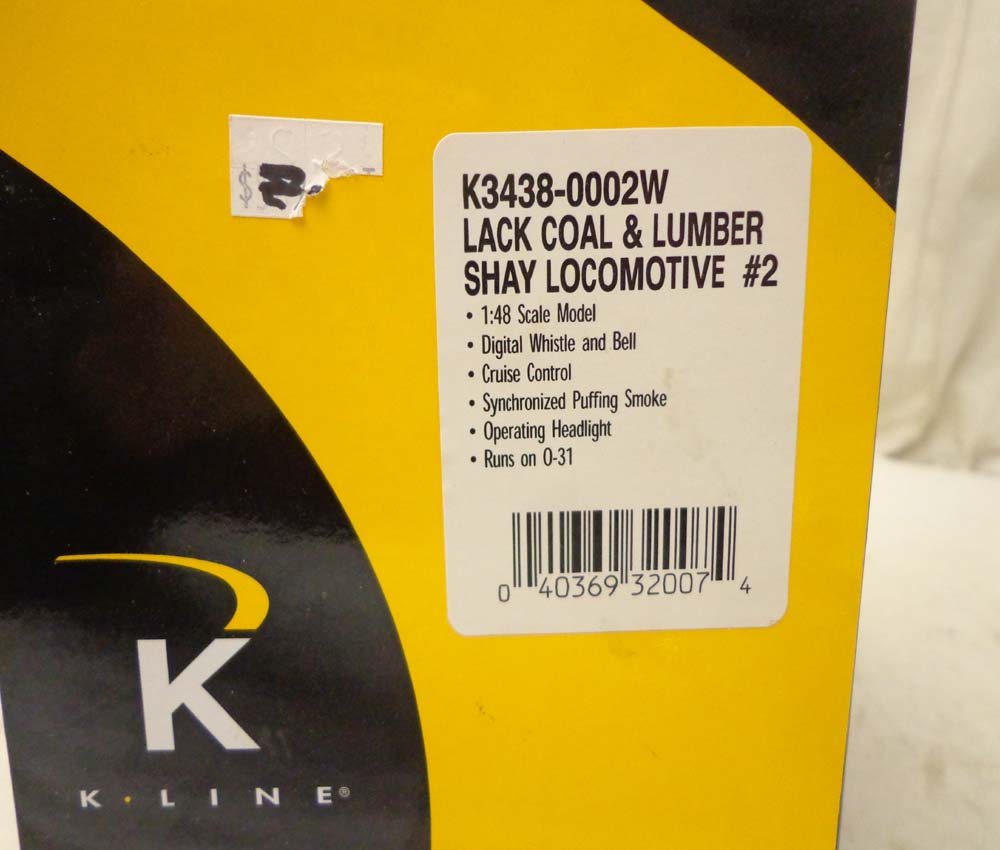 $
K3438-0002W
LACK COAL & LUMBER
SHAY LOCOMOTIVE #2
• 1:48 Scale Model
• Digital Whistle and Bell
• Cruise Control
• Synchronized Puffing Smoke
• Operating Headlight
• Runs on 0-31
0 40369 32007 4
K
K·LINE®